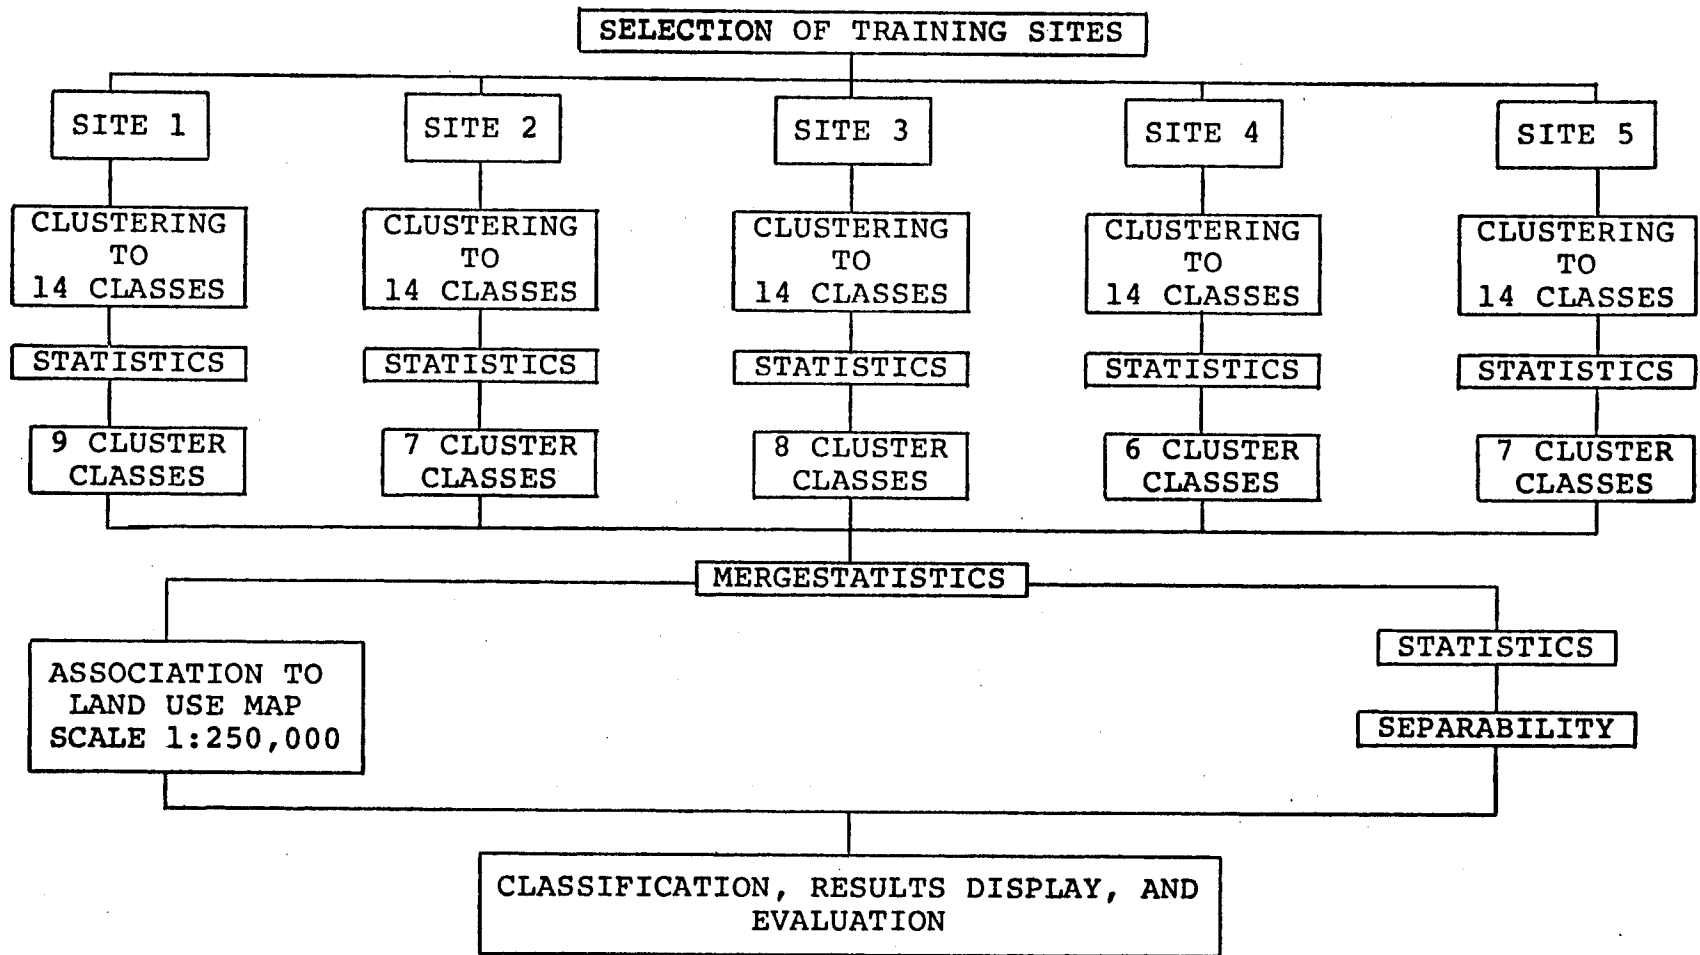 SELECTION OF TRAINING SITES
SITE 1
SITE 2
SITE 3
SITE 4
SITE 5
CLUSTERING
TO
14 CLASSES
CLUSTERING
TO
14 CLASSES
CLUSTERING
TO
14 CLASSES
CLUSTERING
TO
14 CLASSES
CLUSTERING
TO
14 CLASSES
STATISTICS
STATISTICS
STATISTICS
STATISTICS
STATISTICS
9 CLUSTER
CLASSES
7 CLUSTER
CLASSES
8 CLUSTER
CLASSES
6 CLUSTER
CLASSES
7 CLUSTER
CLASSES
MERGESTATISTICS
ASSOCIATION TO
LAND USE MAP
SCALE 1:250,000
STATISTICS
SEPARABILITY
CLASSIFICATION, RESULTS DISPLAY, AND
EVALUATION